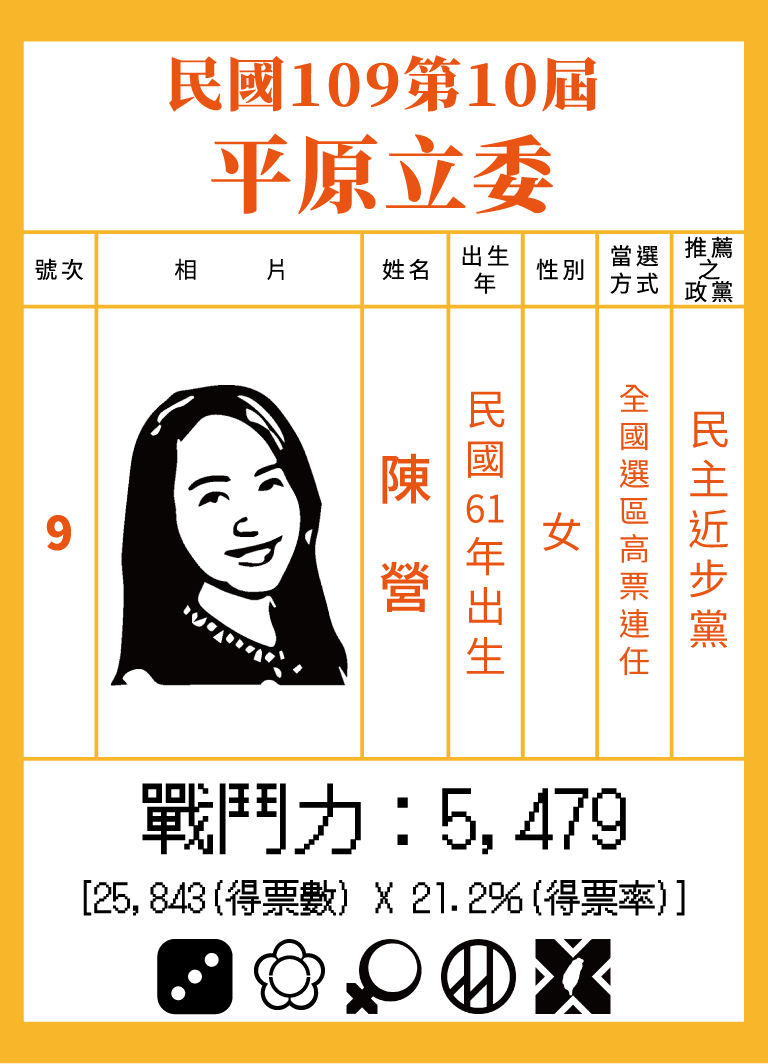 民國109第10屆
平原立委
號次
相 片
姓名
出生
年
性別
當選
方式
推薦
之
政黨
9
陳營
民國61年出生
女
全國選區高票連任
民主近步黨
戰鬥力:5,479
[25,843(得票數) X 21.2%(得票率)]